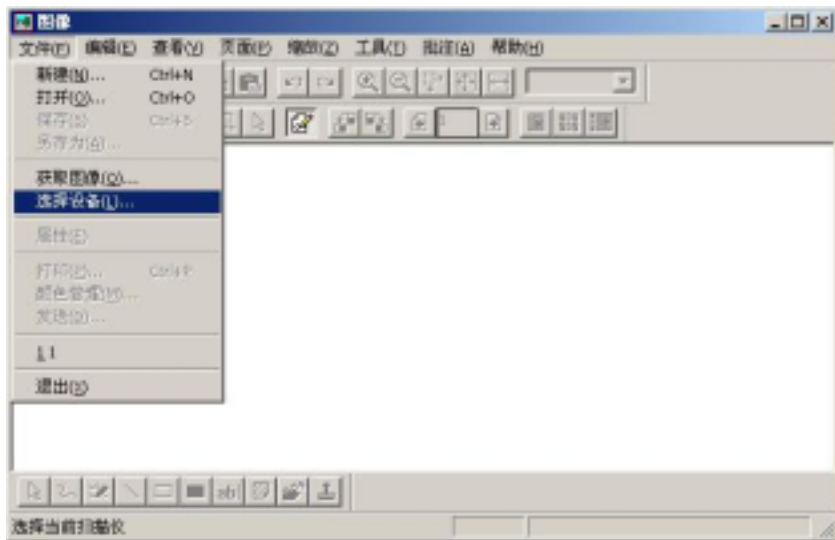 图像
文件(F) 编辑(E) 查看(V) 页面(P) 缩放(Z) 工具(T) 批注(A) 帮助(H)
新建(N)... Ctrl+N
打开(O)... Ctrl+O
保存(S) Ctrl+S
另存为(A)...
获取图像(Q)...
选择设备(L)...
属性(E)
打印(P)... Ctrl+P
颜色管理(M)...
发送(D)...
1 1
退出(X)
1
ab|
选择当前扫描仪